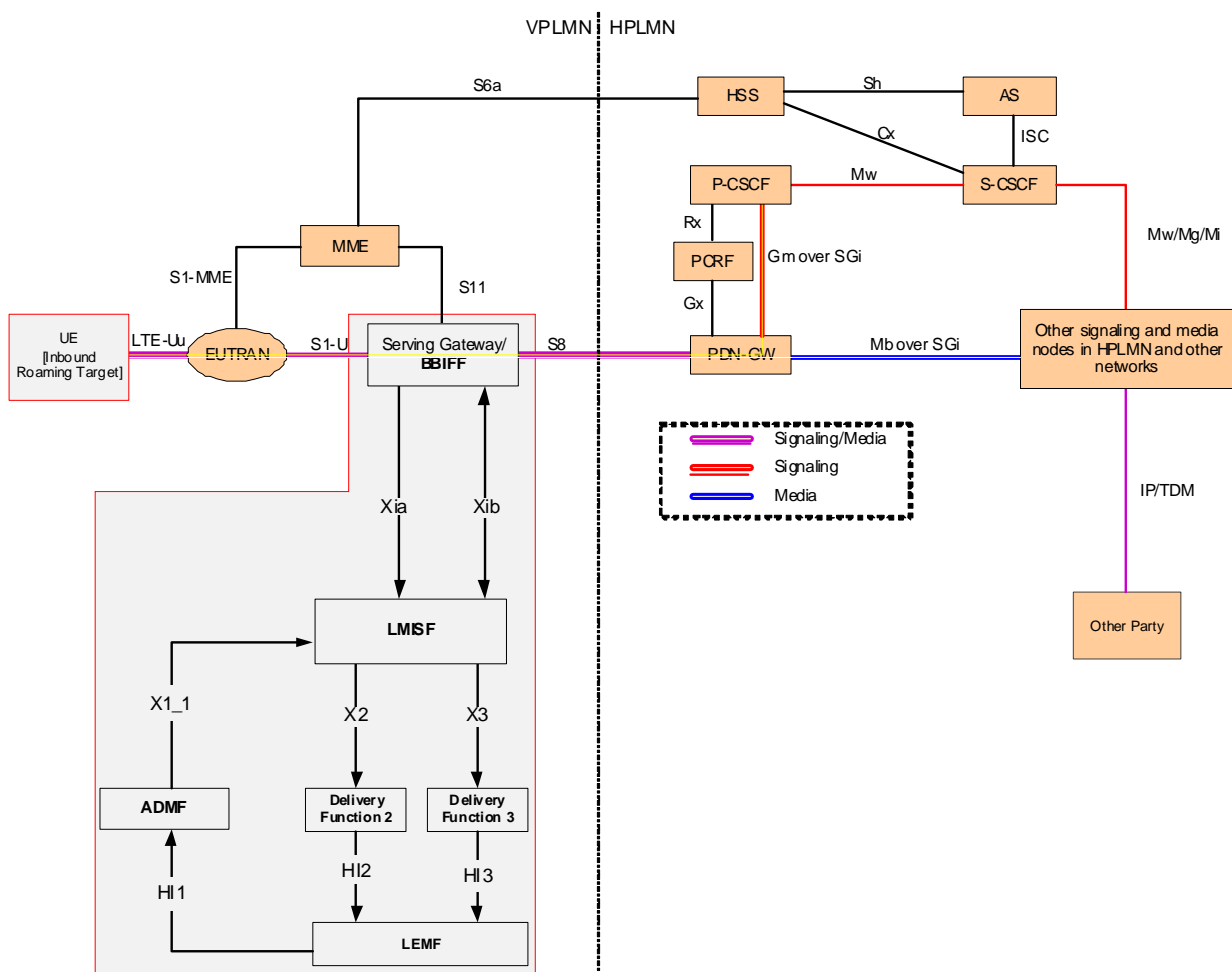 VPLMN HPLMN
S6a
HSS
Sh
AS
Cx
ISC
P-CSCF
Mw
S-CSCF
Rx
MME
PCRF
Gm over SGi
Mw/Mg/Mi
S1-MME
S11
Gx
UE
[Inbound
Roaming Target]
LTE-Uu
EUTRAN
S1-U
Serving Gateway/
BBIFF
S8
PDN-GW
Mb over SGi
Other signaling and media
nodes in HPLMN and other
networks
Signaling/Media
Signaling
Media
IP/TDM
Xia
Xib
LMISF
Other Party
X1_1
X2
X3
ADMF
Delivery
Function 2
Delivery
Function 3
HI1
HI2
HI3
LEMF